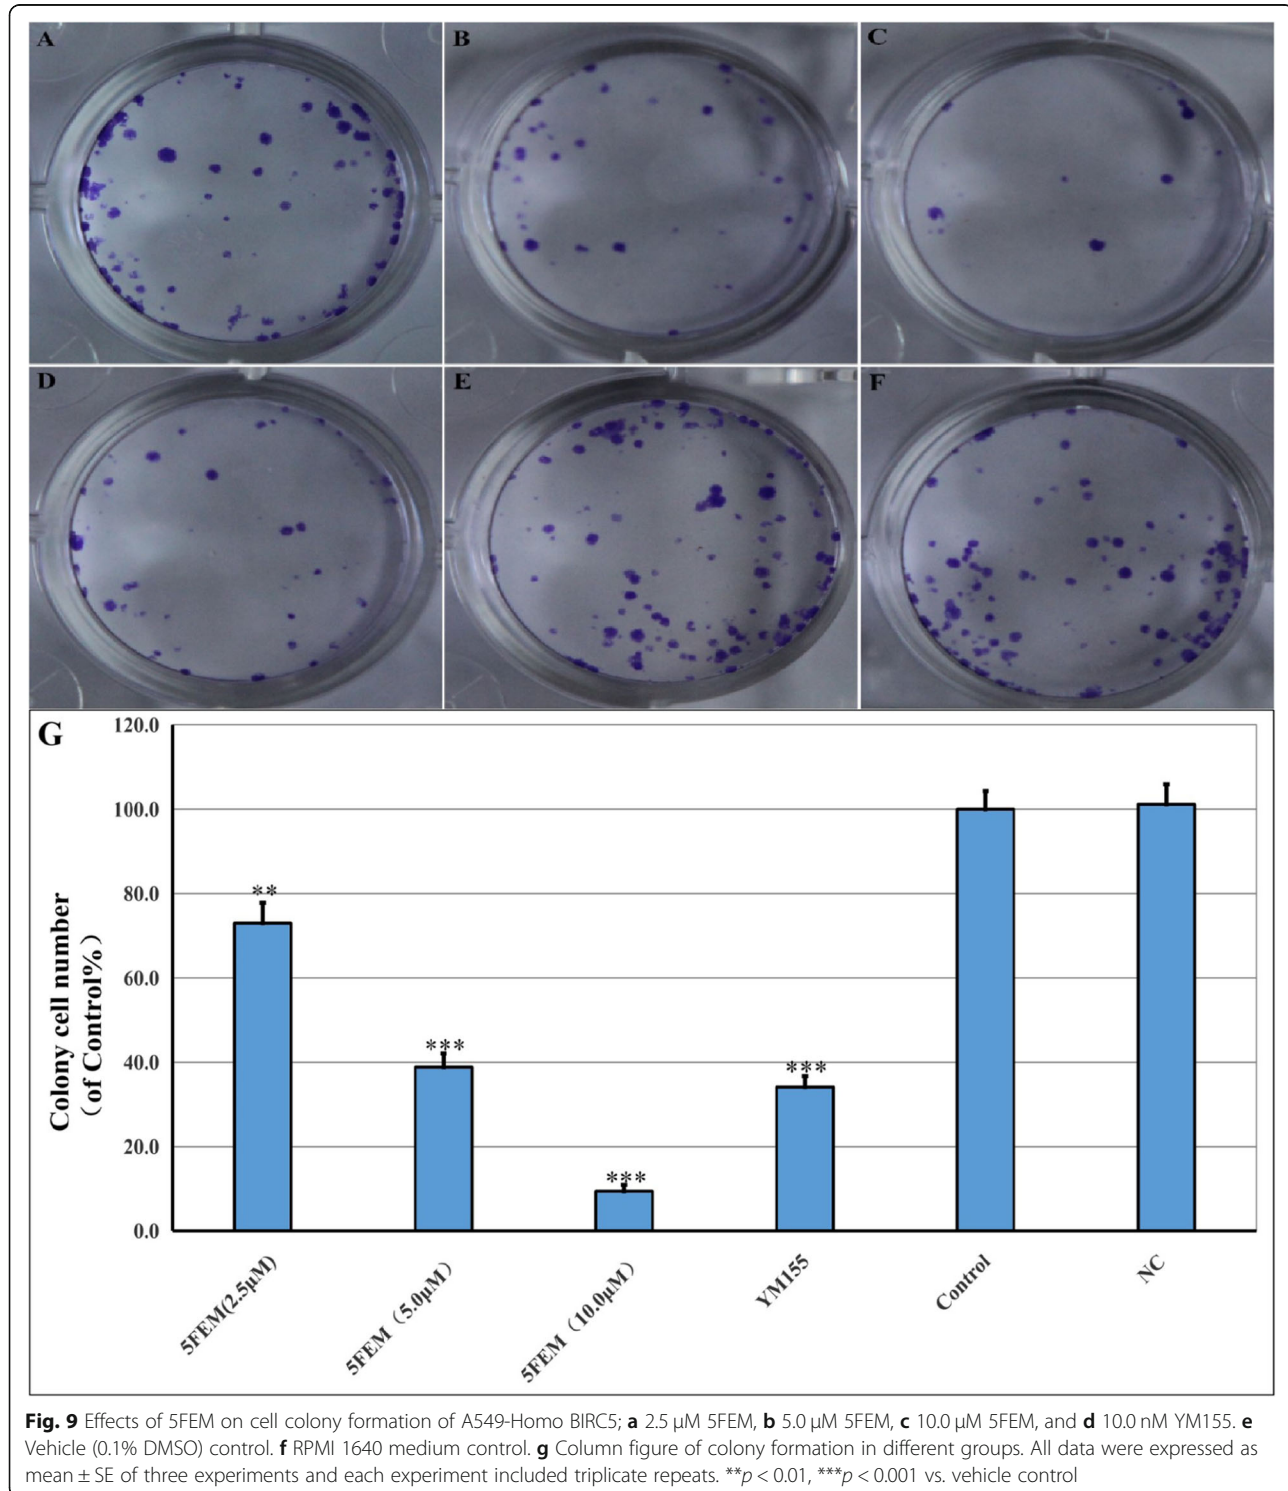 A
B
C
D
E
F
G
120.0
100.0
80.0
60.0
40.0
20.0
0.0
Colony cell number
(of Control%)
**
***
***
***
5FEM(2.5μM)
5FEM（5.0μM）
5FEM（10.0μM）
YM155
Control
NC
Fig. 9 Effects of 5FEM on cell colony formation of A549-Homo BIRC5; a 2.5 μM 5FEM, b 5.0 μM 5FEM, c 10.0 μM 5FEM, and d 10.0 nM YM155. e
Vehicle (0.1% DMSO) control. f RPMI 1640 medium control. g Column figure of colony formation in different groups. All data were expressed as
mean ± SE of three experiments and each experiment included triplicate repeats. **p < 0.01, ***p < 0.001 vs. vehicle control